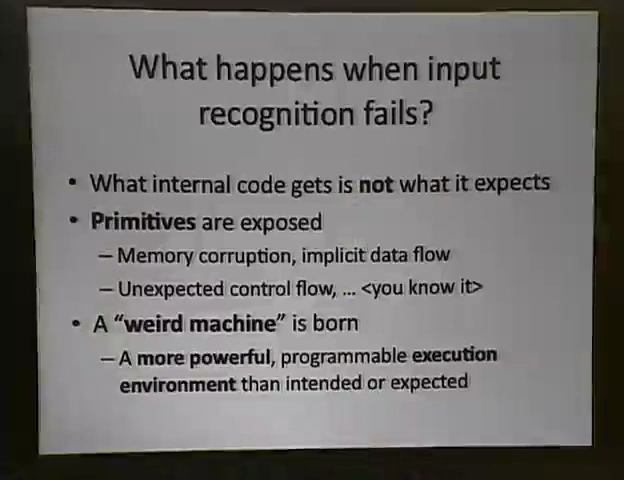 What happens when input
recognition fails?
• What internal code gets is not what it expects
• Primitives are exposed
– Memory corruption, implicit data flow
– Unexpected control flow, ... <you know it>
• A “weird machine” is born
– A more powerful, programmable execution
environment than intended or expected